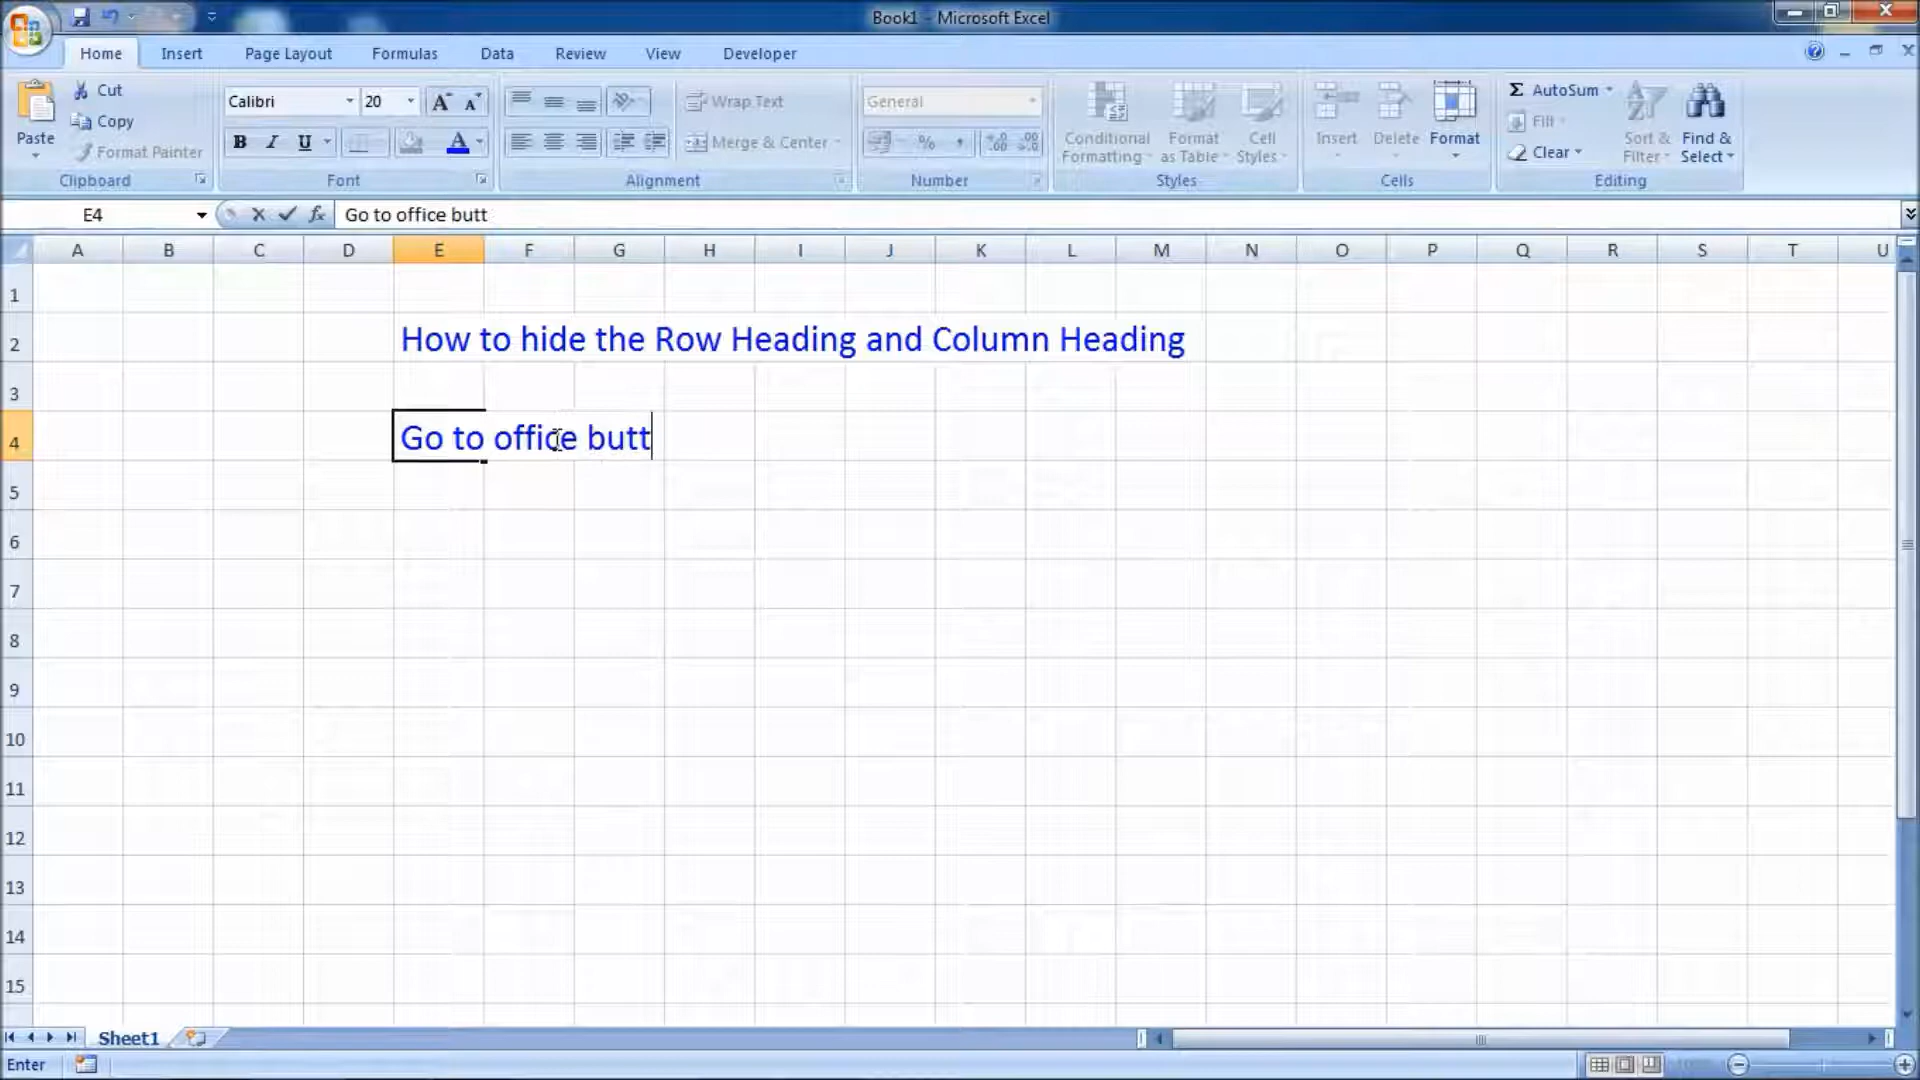 Book1 - Microsoft Excel
Home Insert Page Layout Formulas Data Review View Developer
Paste Cut Copy Format Painter
Calibri 20 A A
B I U A
Wrap Text
Merge & Center
General
% ,
Conditional Formatting
Format as Table
Cell Styles
Insert Delete Format
Σ AutoSum
Fill
Clear
Sort & Filter
Find & Select
Clipboard Font Alignment Number Styles Cells Editing
E4 fx Go to office butt
A B C D E F G H I J K L M N O P Q R S T U
1
2 How to hide the Row Heading and Column Heading
3
4 Go to office butt
5
6
7
8
9
10
11
12
13
14
15
Sheet1
Enter